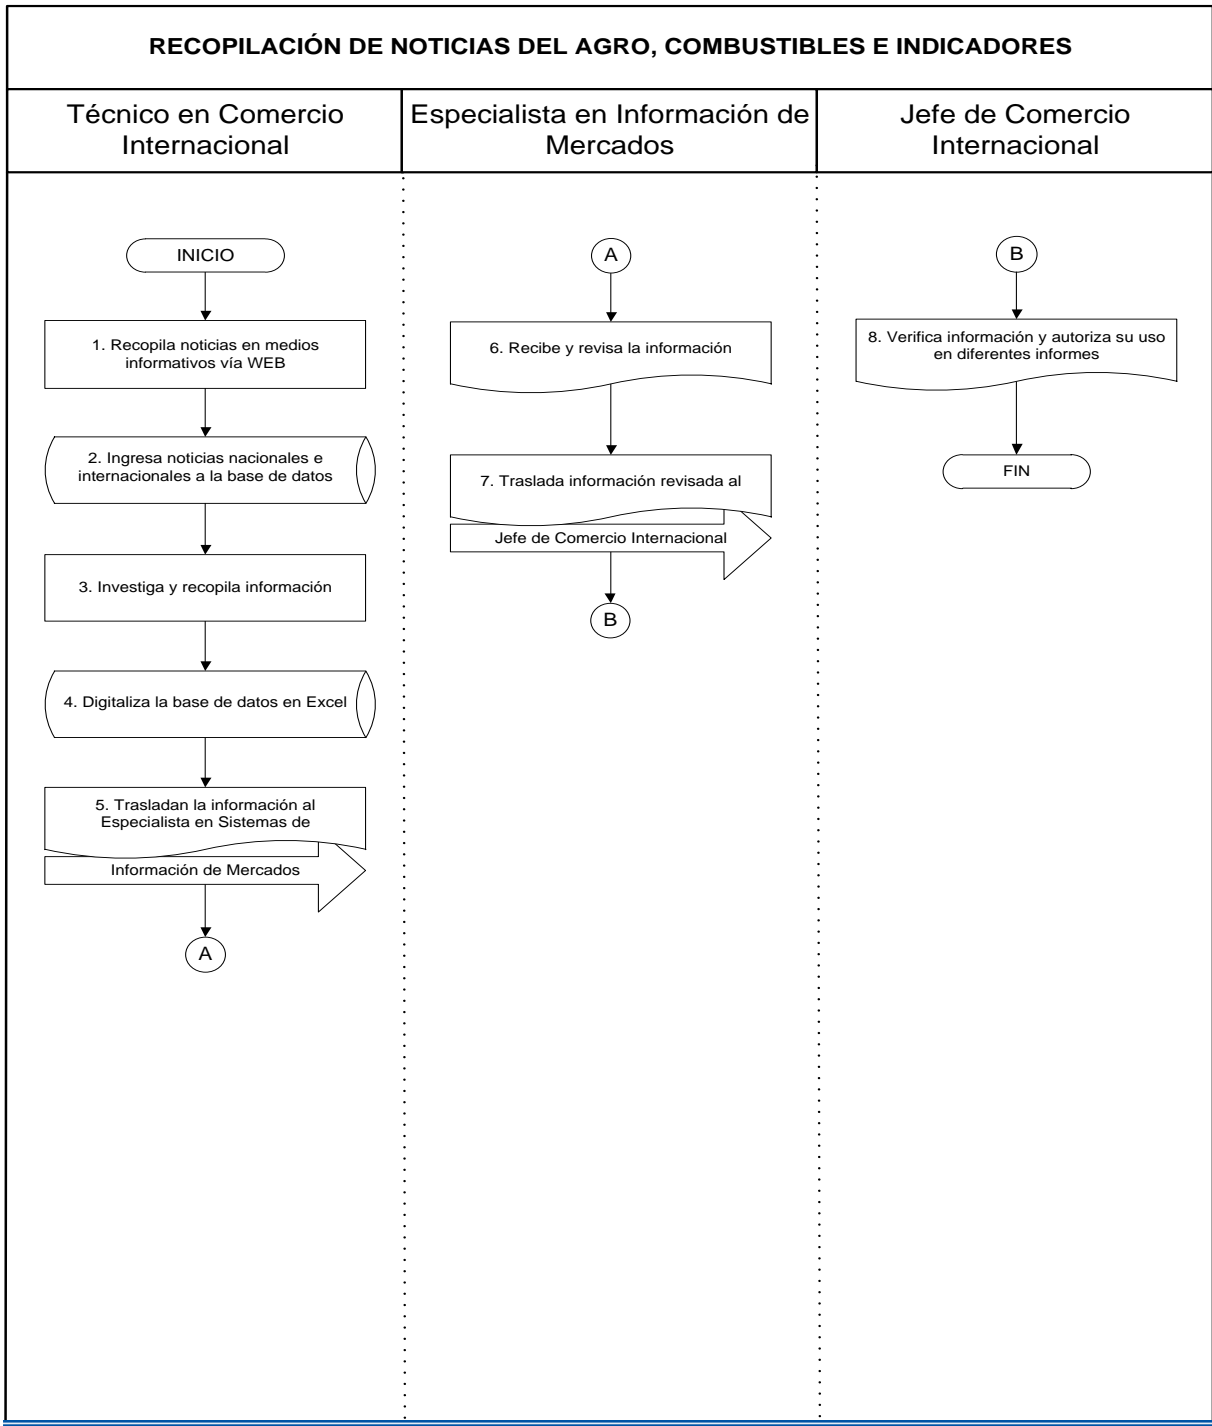 RECOPILACIÓN DE NOTICIAS DEL AGRO, COMBUSTIBLES E INDICADORES
Técnico en Comercio
Internacional
Especialista en Información de
Mercados
Jefe de Comercio
Internacional
INICIO
1. Recopila noticias en medios
informativos vía WEB
2. Ingresa noticias nacionales e
internacionales a la base de datos
3. Investiga y recopila información
4. Digitaliza la base de datos en Excel
5. Trasladan la información al
Especialista en Sistemas de
Información de Mercados
A
A
6. Recibe y revisa la información
7. Traslada información revisada al
Jefe de Comercio Internacional
B
B
8. Verifica información y autoriza su uso
en diferentes informes
FIN